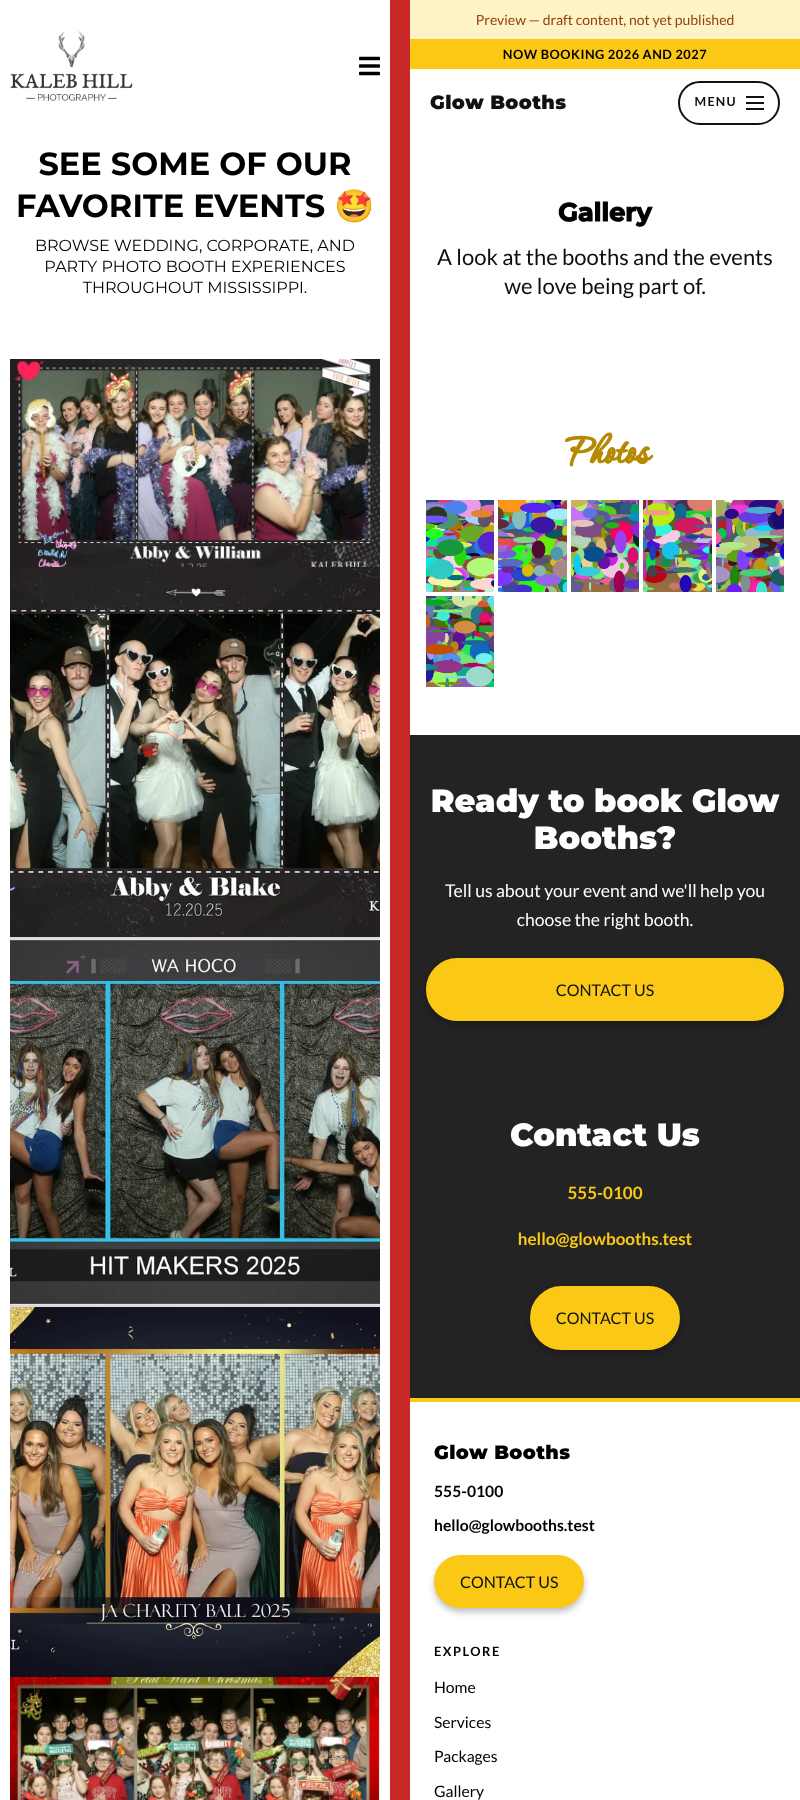 KALEB HILL
PHOTOGRAPHY
SEE SOME OF OUR
FAVORITE EVENTS 🤩
BROWSE WEDDING, CORPORATE, AND
PARTY PHOTO BOOTH EXPERIENCES
THROUGHOUT MISSISSIPPI.
Abby & William
KALEB HILL
Abby & Blake
12.20.25
K
WA HOCO
HIT MAKERS 2025
L
JA CHARITY BALL 2025
L
Preview — draft content, not yet published
NOW BOOKING 2026 AND 2027
Glow Booths
MENU
Gallery
A look at the booths and the events
we love being part of.
Photos
Ready to book Glow
Booths?
Tell us about your event and we'll help you
choose the right booth.
CONTACT US
Contact Us
555-0100
hello@glowbooths.test
CONTACT US
Glow Booths
555-0100
hello@glowbooths.test
CONTACT US
EXPLORE
Home
Services
Packages
Gallery